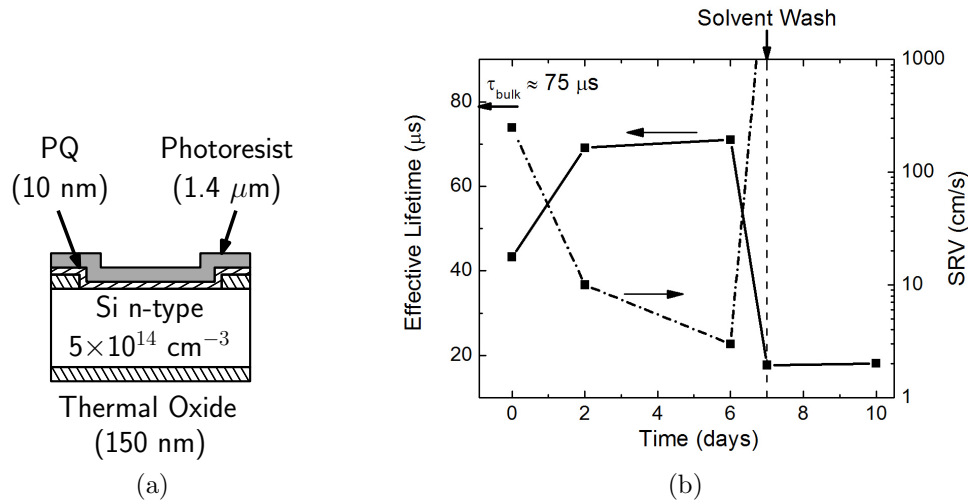 PQ
(10 nm)
Photoresist
(1.4 μm)
Si n-type
5×10¹⁴ cm⁻³
Thermal Oxide
(150 nm)
(a)
Solvent Wash
τbulk ≈ 75 μs
Effective Lifetime (μs)
80
60
40
20
1000
100
10
1
SRV (cm/s)
0 2 4 6 8 10
Time (days)
(b)